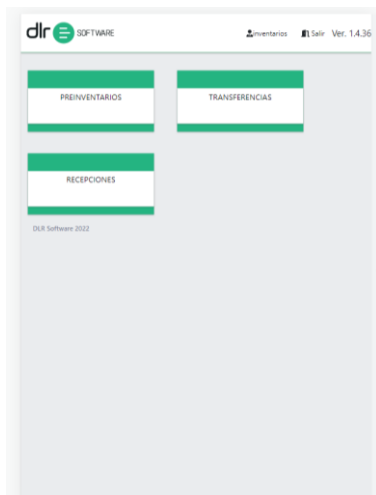 dlr SOFTWARE inventarios Salir Ver. 1.4.36
PREINVENTARIOS TRANSFERENCIAS
RECEPCIONES
DLR Software 2022